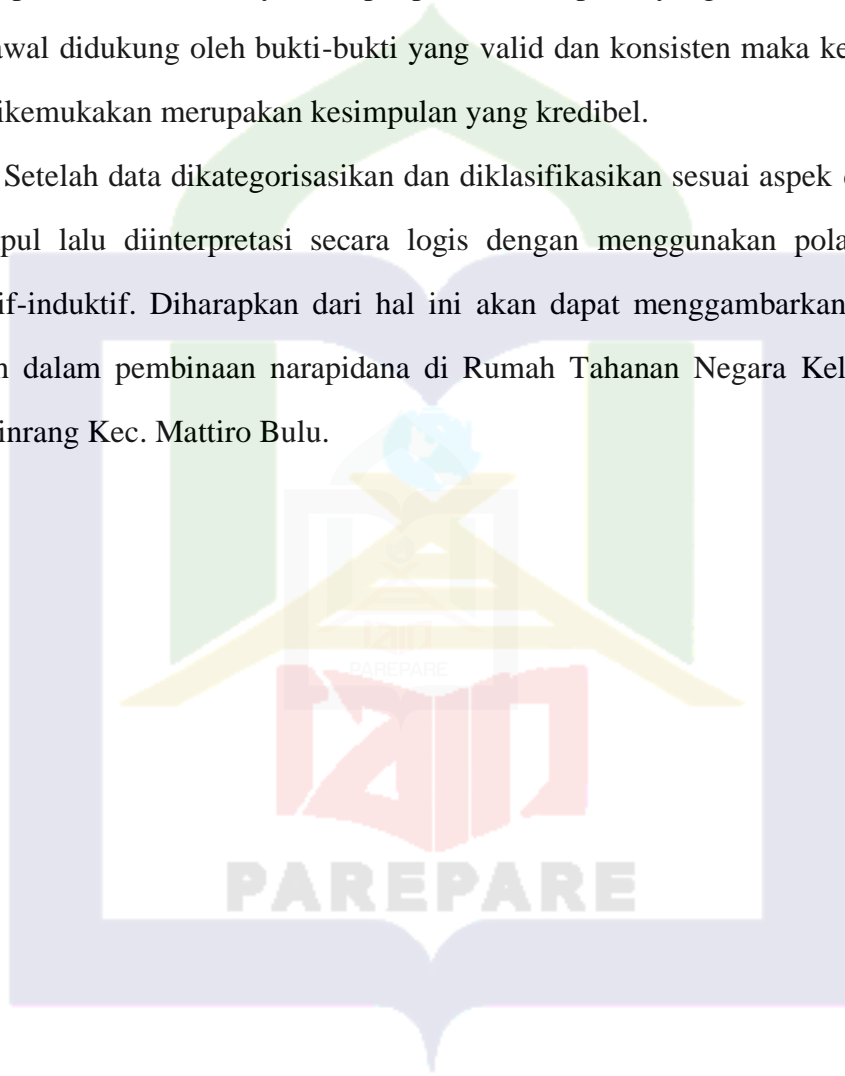 awal didukung oleh bukti-bukti yang valid dan konsisten maka ke
ikemukakan merupakan kesimpulan yang kredibel.
Setelah data dikategorisasikan dan diklasifikasikan sesuai aspek
pul lalu diinterpretasi secara logis dengan menggunakan pola
if-induktif. Diharapkan dari hal ini akan dapat menggambarkan
n dalam pembinaan narapidana di Rumah Tahanan Negara Kel
inrang Kec. Mattiro Bulu.
iain
PAREPARE
iain
PAREPARE